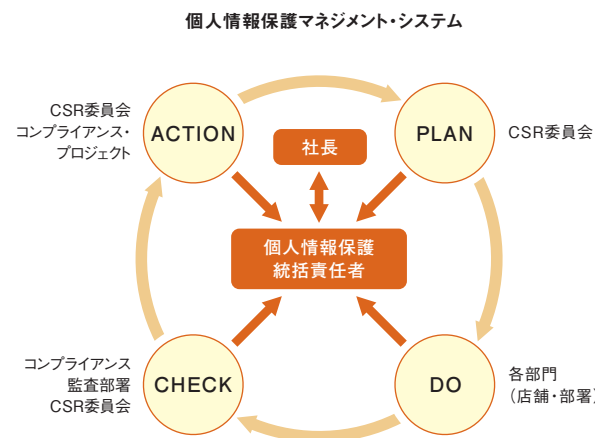 個人情報保護マネジメント・システム
CSR委員会
コンプライアンス・
プロジェクト
ACTION
社長
PLAN
CSR委員会
個人情報保護
統括責任者
コンプライアンス
監査部署
CSR委員会
CHECK
DO
各部門
（店舗・部署）